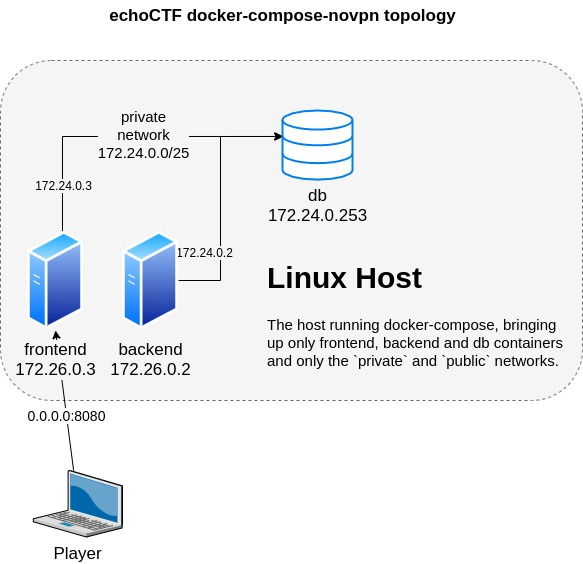 echoCTF docker-compose-novpn topology
private
network
172.24.0.0/25
172.24.0.3
db
172.24.0.253
172.24.0.2
Linux Host
The host running docker-compose, bringing
up only frontend, backend and db containers
and only the `private` and `public` networks.
frontend
172.26.0.3
backend
172.26.0.2
0.0.0.0:8080
Player